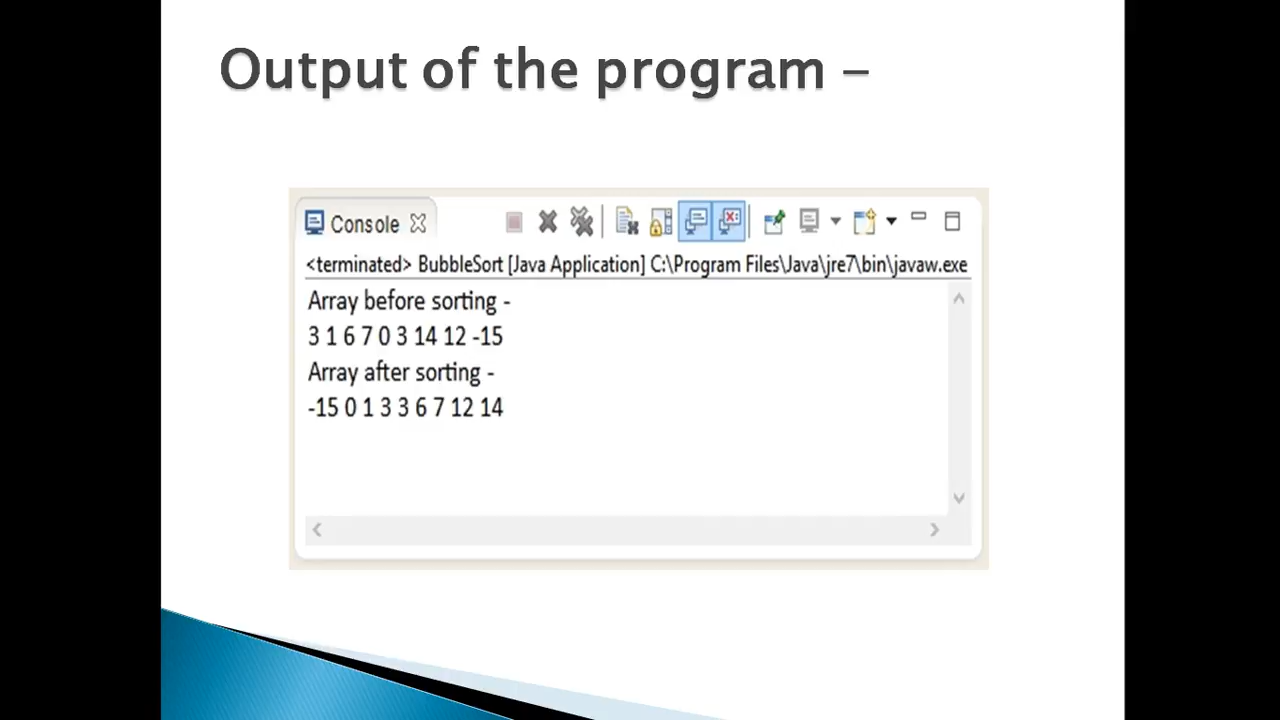 Output of the program –
Console
<terminated> BubbleSort [Java Application] C:\Program Files\Java\jre7\bin\javaw.exe
Array before sorting -
3 1 6 7 0 3 14 12 -15
Array after sorting -
-15 0 1 3 3 6 7 12 14